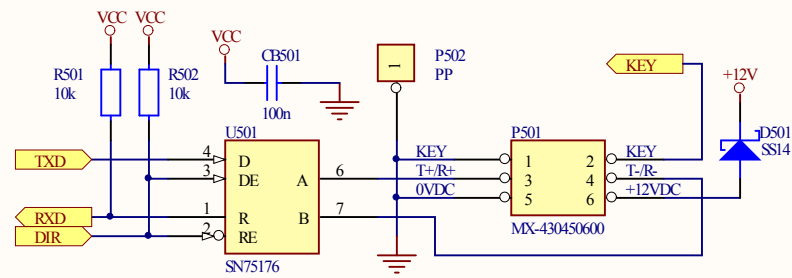 VCC VCC
R501 R502
10k 10k
VCC
CB501
100n
P502
PP
1
KEY
+12V
D501
SS14
U501
TXD 4 D
3 DE A 6
RXD 1 R B 7
DIR 2 RE
SN75176
P501
KEY 1 2 KEY
T+/R+ 3 4 T-/R-
0VDC 5 6 +12VDC
MX-430450600